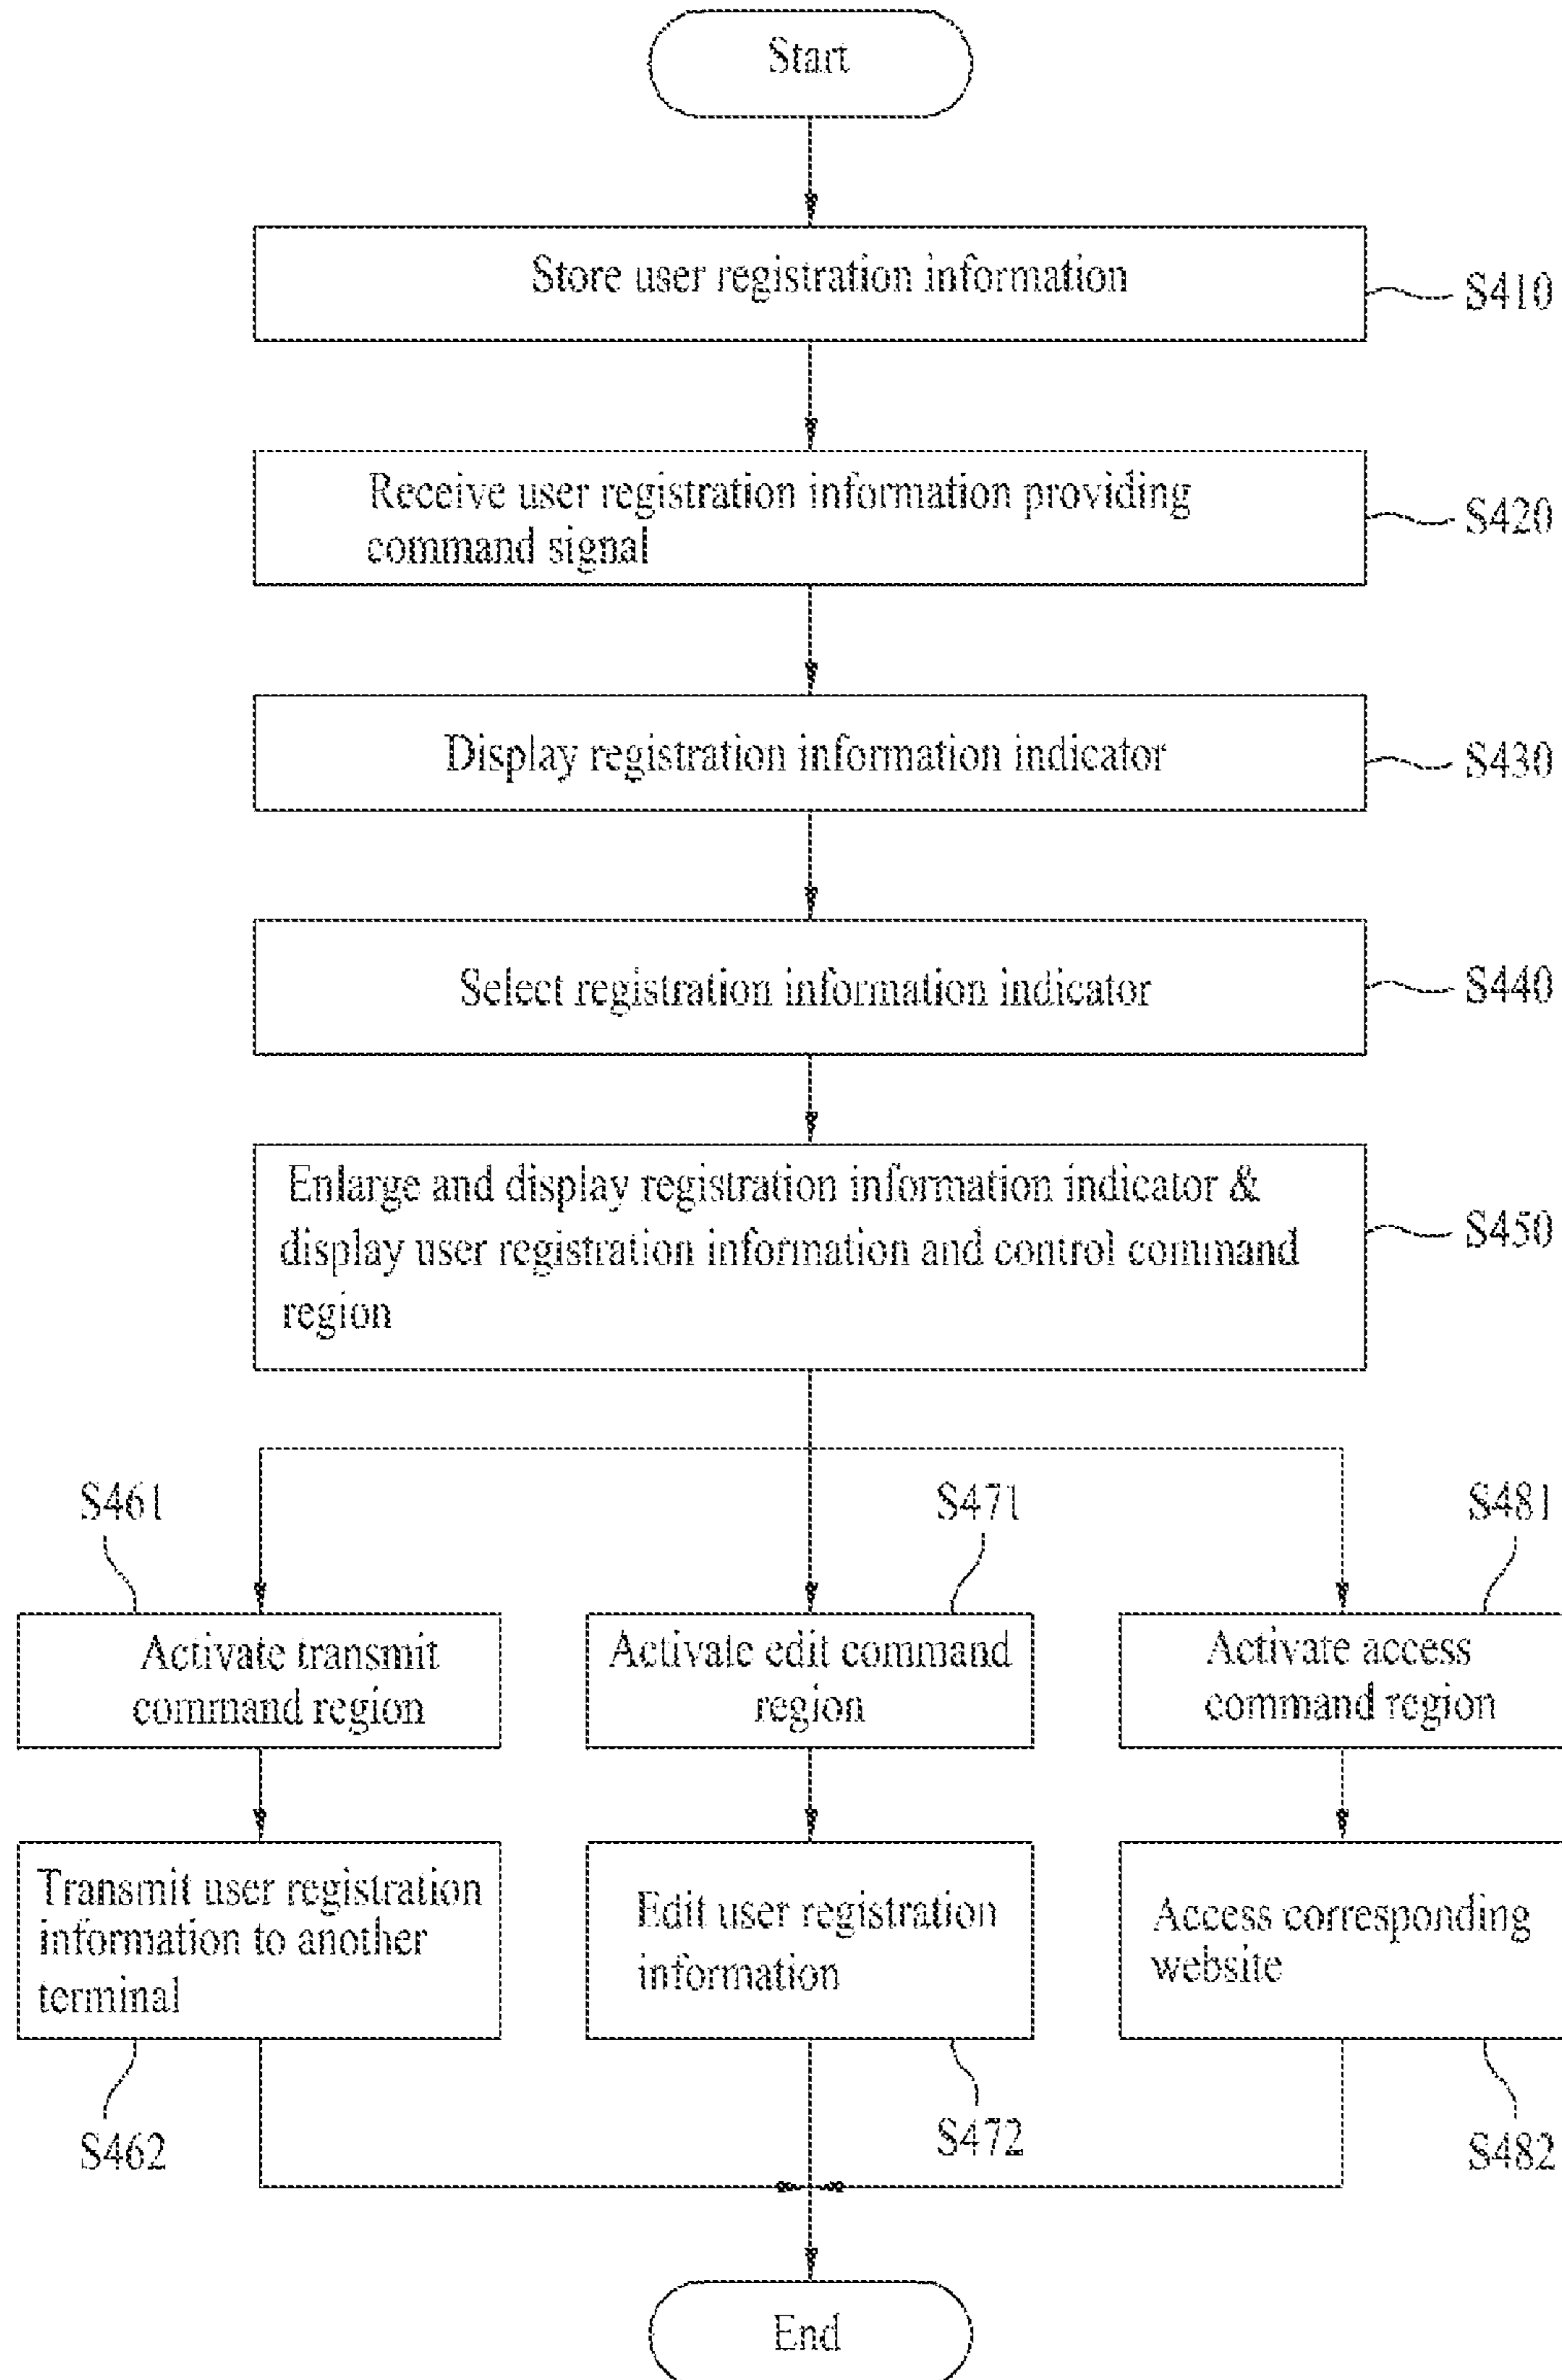 Start
Store user registration information
S410
Receive user registration information providing
command signal
S420
Display registration information indicator
S430
Select registration information indicator
S440
Enlarge and display registration information indicator &
display user registration information and control command
region
S450
S461
S471
S481
Activate transmit
command region
Activate edit command
region
Activate access
command region
Transmit user registration
information to another
terminal
Edit user registration
information
Access corresponding
website
S462
S472
S482
End